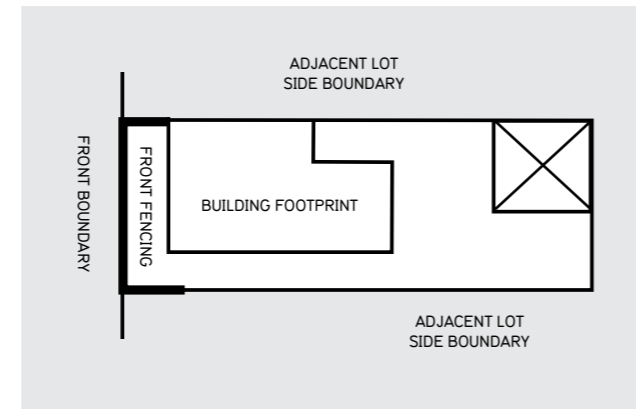 ADJACENT LOT
SIDE BOUNDARY
FRONT BOUNDARY
FRONT FENCING
BUILDING FOOTPRINT
ADJACENT LOT
SIDE BOUNDARY